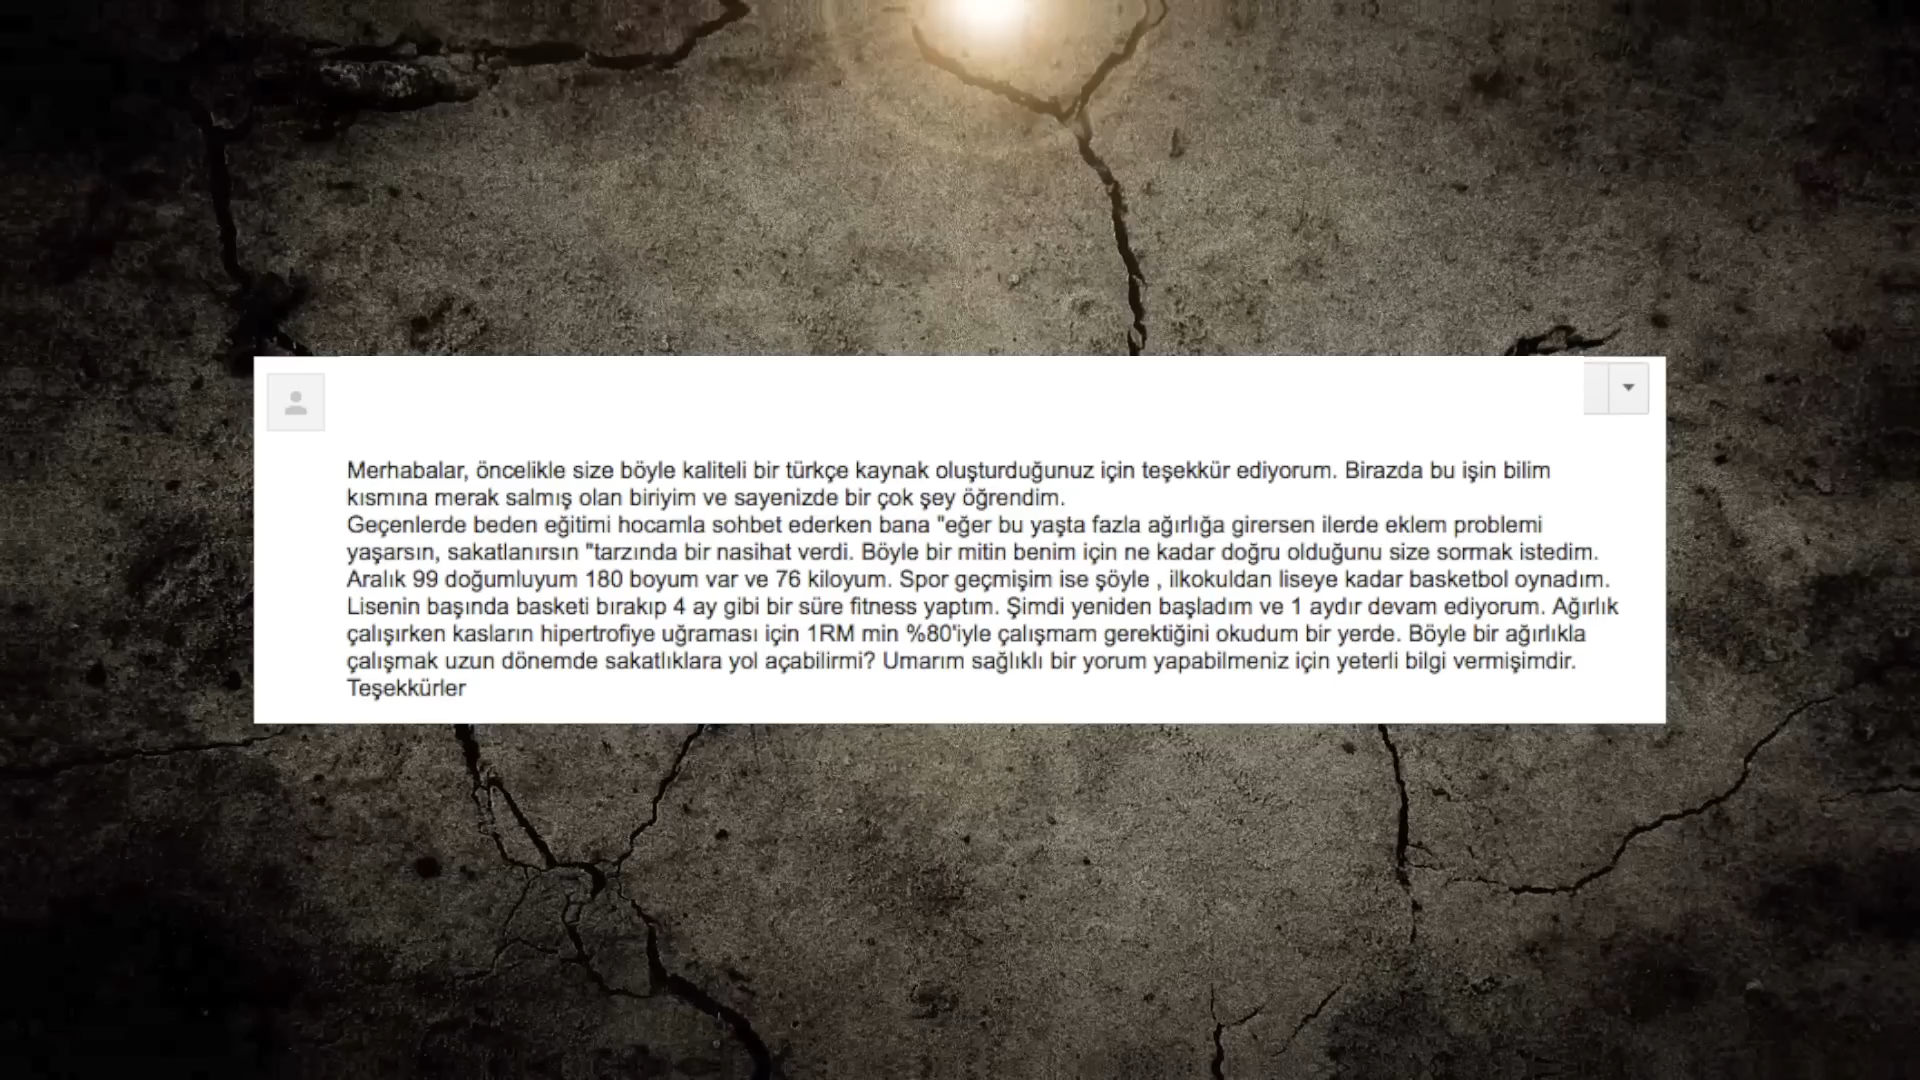 Merhabalar, öncelikle size böyle kaliteli bir türkçe kaynak oluşturduğunuz için teşekkür ediyorum. Birazda bu işin bilim
kısmına merak salmış olan biriyim ve sayenizde bir çok şey öğrendim.
Geçenlerde beden eğitimi hocamla sohbet ederken bana "eğer bu yaşta fazla ağırlığa girersen ilerde eklem problemi
yaşarsın, sakatlanırsın "tarzında bir nasihat verdi. Böyle bir mitin benim için ne kadar doğru olduğunu size sormak istedim.
Aralık 99 doğumluyum 180 boyum var ve 76 kiloyum. Spor geçmişim ise şöyle , ilkokuldan liseye kadar basketbol oynadım.
Lisenin başında basketi bırakıp 4 ay gibi bir süre fitness yaptım. Şimdi yeniden başladım ve 1 aydır devam ediyorum. Ağırlık
çalışırken kasların hipertrofiye uğraması için 1RM min %80'iyle çalışmam gerektiğini okudum bir yerde. Böyle bir ağırlıkla
çalışmak uzun dönemde sakatlıklara yol açabilirmi? Umarım sağlıklı bir yorum yapabilmeniz için yeterli bilgi vermişimdir.
Teşekkürler